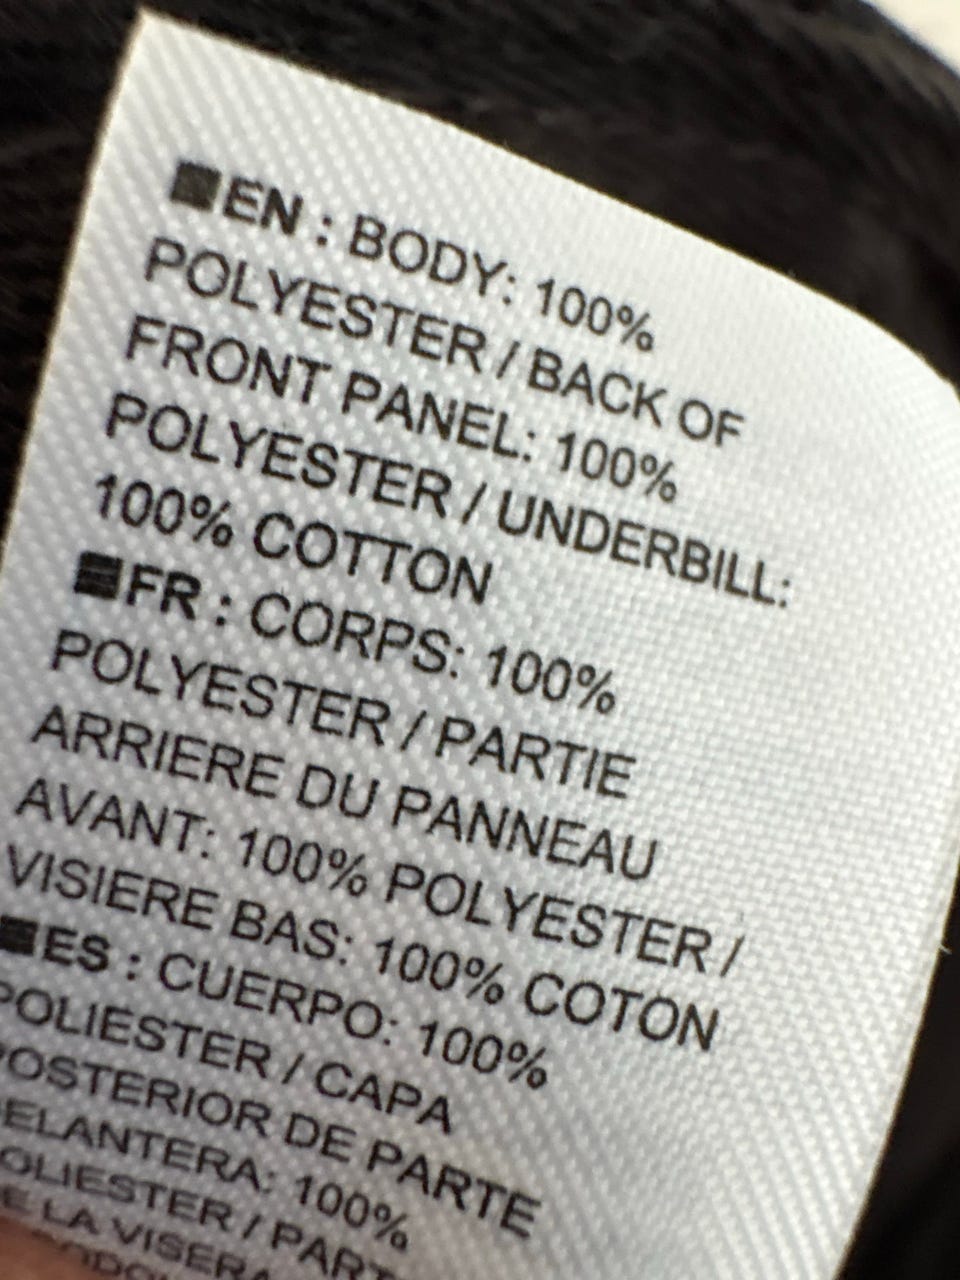 EN : BODY: 100%
POLYESTER / BACK OF
FRONT PANEL: 100%
POLYESTER / UNDERBILL:
100% COTTON
FR : CORPS: 100%
POLYESTER / PARTIE
ARRIERE DU PANNEAU
AVANT: 100% POLYESTER /
VISIERE BAS: 100% COTON
ES : CUERPO: 100%
POLIESTER / CAPA
POSTERIOR DE PARTE
DELANTERA: 100%
POLIESTER / PARTE
DE LA VISERA